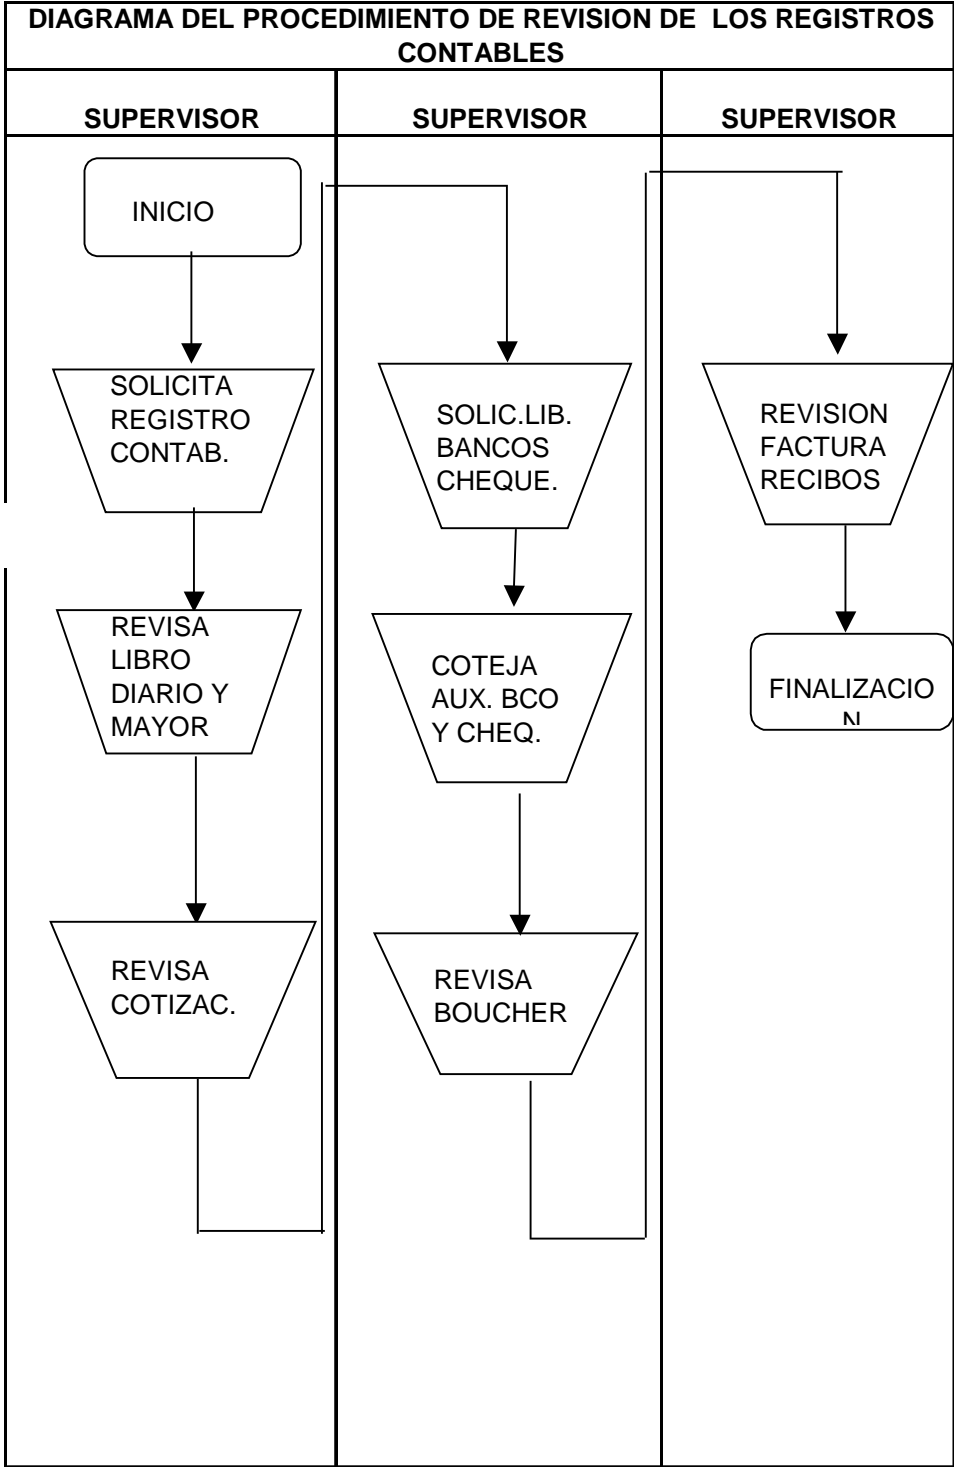 DIAGRAMA DEL PROCEDIMIENTO DE REVISION DE LOS REGISTROS
CONTABLES
SUPERVISOR
SUPERVISOR
SUPERVISOR
INICIO
SOLICITA
REGISTRO
CONTAB.
REVISA
LIBRO
DIARIO Y
MAYOR
REVISA
COTIZAC.
SOLIC.LIB.
BANCOS
CHEQUE.
COTEJA
AUX. BCO
Y CHEQ.
REVISA
BOUCHER
REVISION
FACTURA
RECIBOS
FINALIZACIO
N